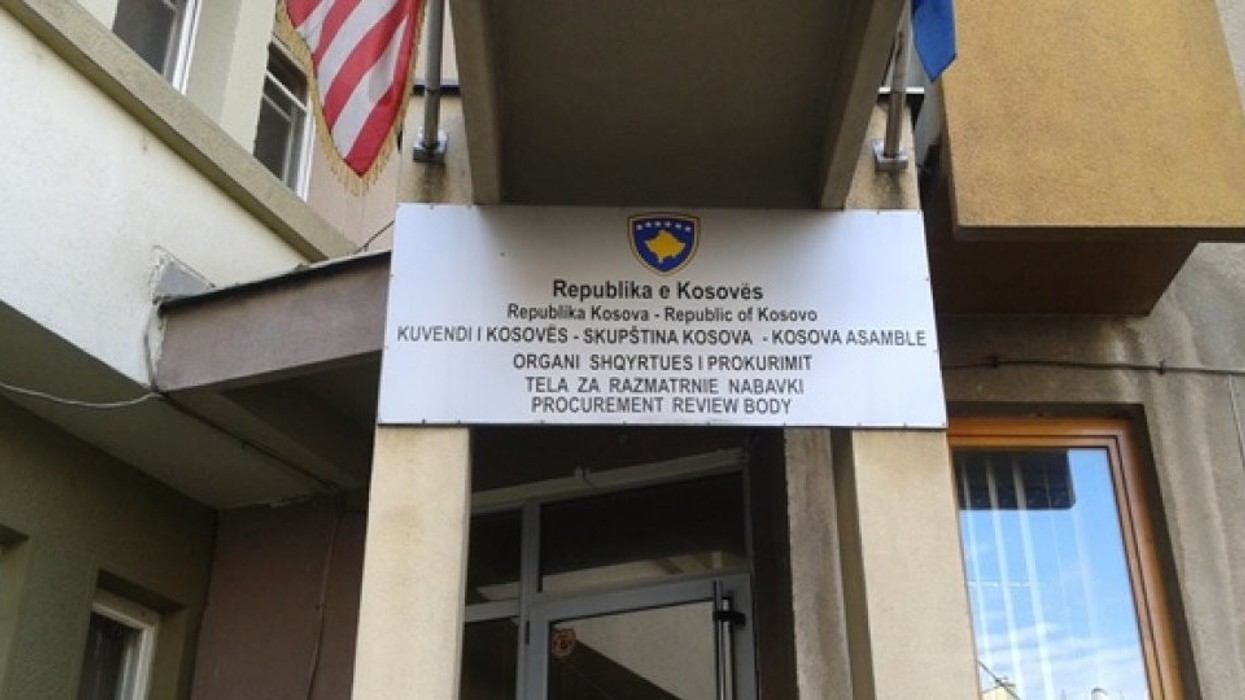 Republika e Kosovës
Republika Kosova - Republic of Kosovo
KUVENDI I KOSOVËS - SKUPŠTINA KOSOVA - KOSOVA ASAMBLE
ORGANI SHQYRTUES I PROKURIMIT
TELA ZA RAZMATRNIE NABAVKI
PROCUREMENT REVIEW BODY